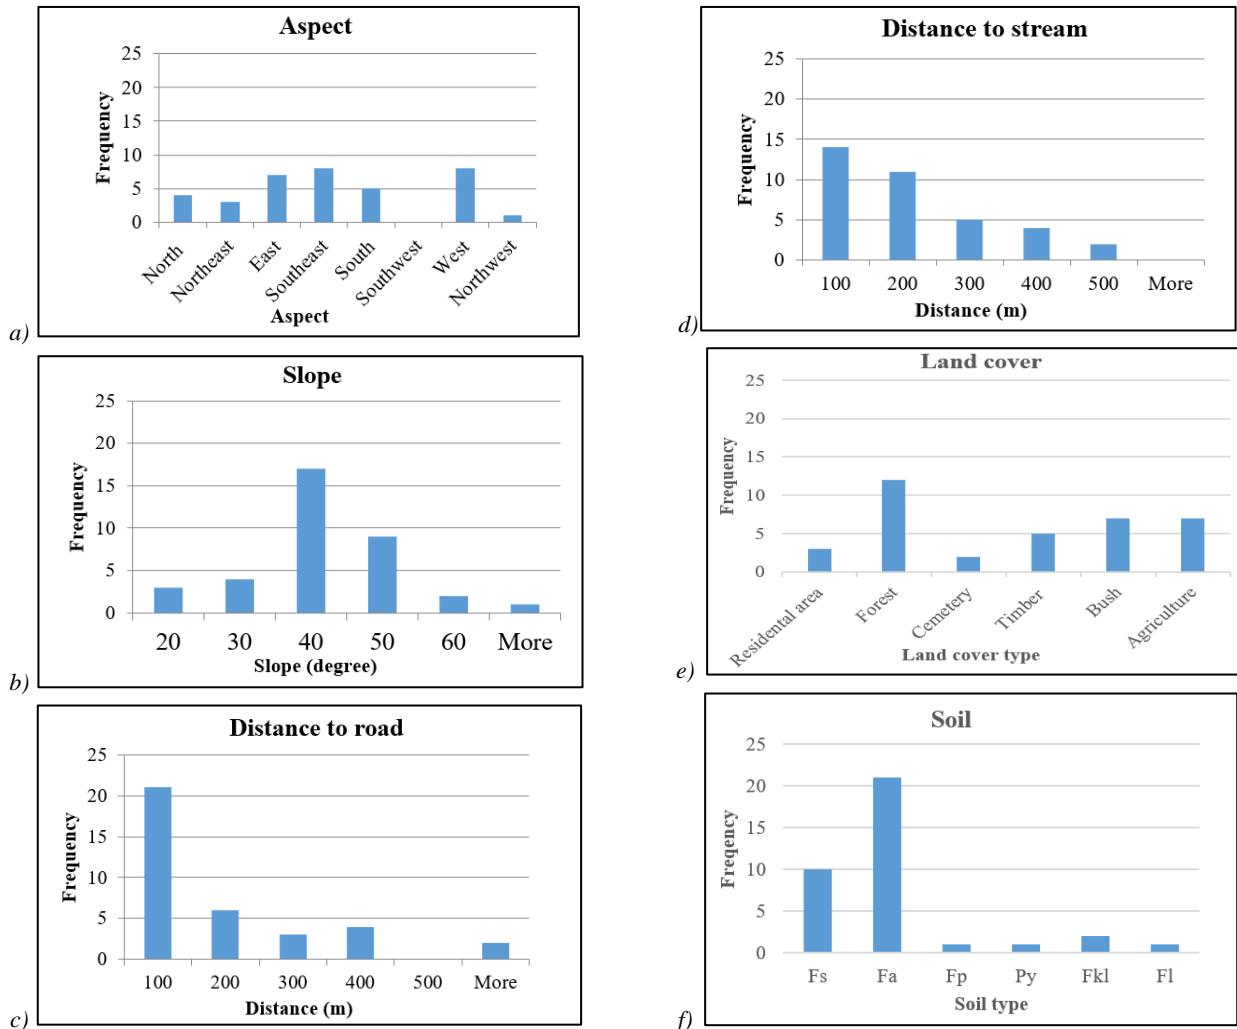 Aspect
25
20
15
10
5
0
Frequency
North
Northeast
East
Southeast
South
Southwest
West
Northwest
Aspect
a)
Slope
25
20
15
10
5
0
Frequency
20 30 40 50 60 More
Slope (degree)
b)
Distance to road
25
20
15
10
5
0
Frequency
100 200 300 400 500 More
Distance (m)
c)
Distance to stream
25
20
15
10
5
0
Frequency
100 200 300 400 500 More
Distance (m)
d)
Land cover
25
20
15
10
5
0
Frequency
Residental area
Forest
Cemetery
Timber
Bush
Agriculture
Land cover type
e)
Soil
25
20
15
10
5
0
Freqency
Fs Fa Fp Py Fkl Fl
Soil type
f)